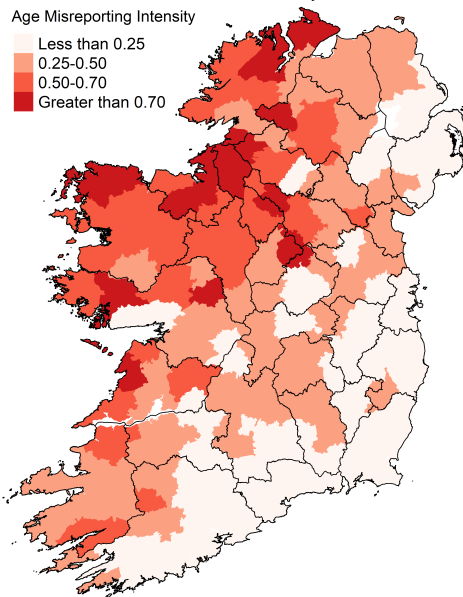 Age Misreporting Intensity
Less than 0.25
0.25-0.50
0.50-0.70
Greater than 0.70